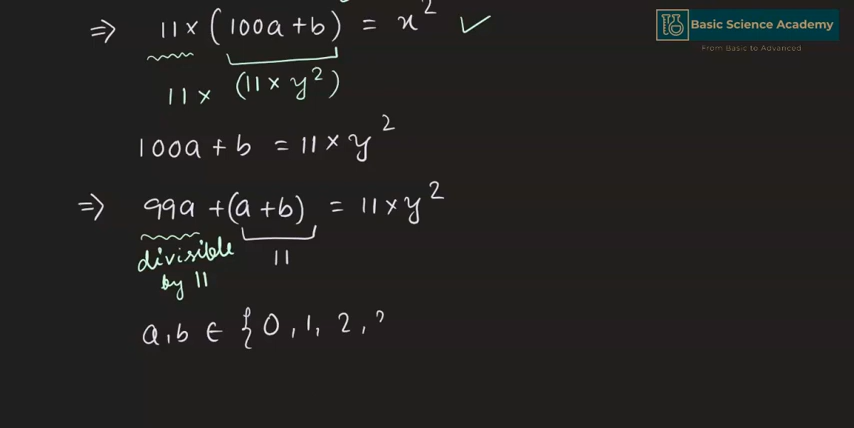 ⇒ 11 × (100a + b) = x² ✓
Basic Science Academy
From Basic to Advanced
11 × (11 × y²)
100a + b = 11 × y²
⇒ 99a + (a + b) = 11 × y²
divisible by 11
11
a, b ∈ {0, 1, 2,